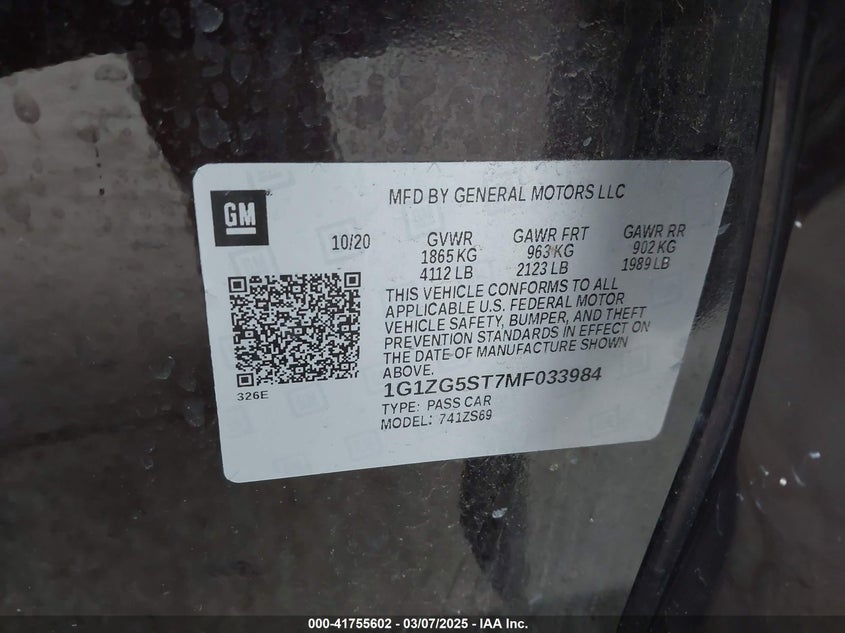 GM
MFD BY GENERAL MOTORS LLC
10/20 GVWR GAWR FRT GAWR RR
1865 KG 963 KG 902 KG
4112 LB 2123 LB 1989 LB
THIS VEHICLE CONFORMS TO ALL
APPLICABLE U.S. FEDERAL MOTOR
VEHICLE SAFETY, BUMPER, AND THEFT
PREVENTION STANDARDS IN EFFECT ON
THE DATE OF MANUFACTURE SHOWN
ABOVE.
326E
1G1ZG5ST7MF033984
TYPE: PASS CAR
MODEL: 741ZS69
000-41755602 - 03/07/2025 - IAA Inc.